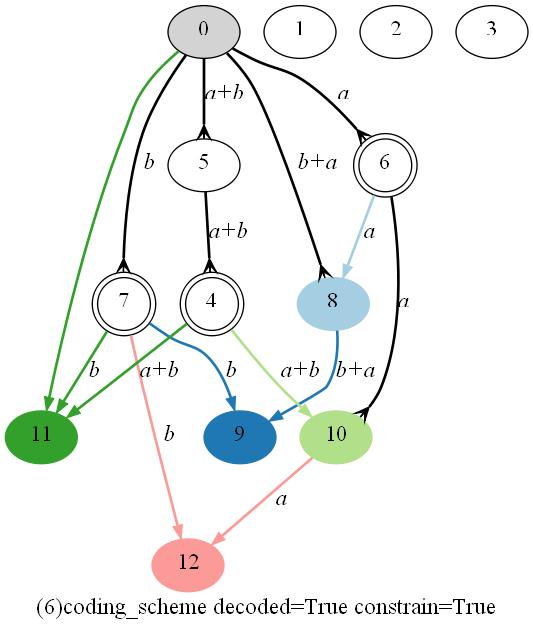 0 1 2 3
a+b a
b 5 b+a 6
a+b a
7 4 8 a
b a+b b a+b b+a
11 9 10
b
a
12
(6)coding_scheme decoded=True constrain=True